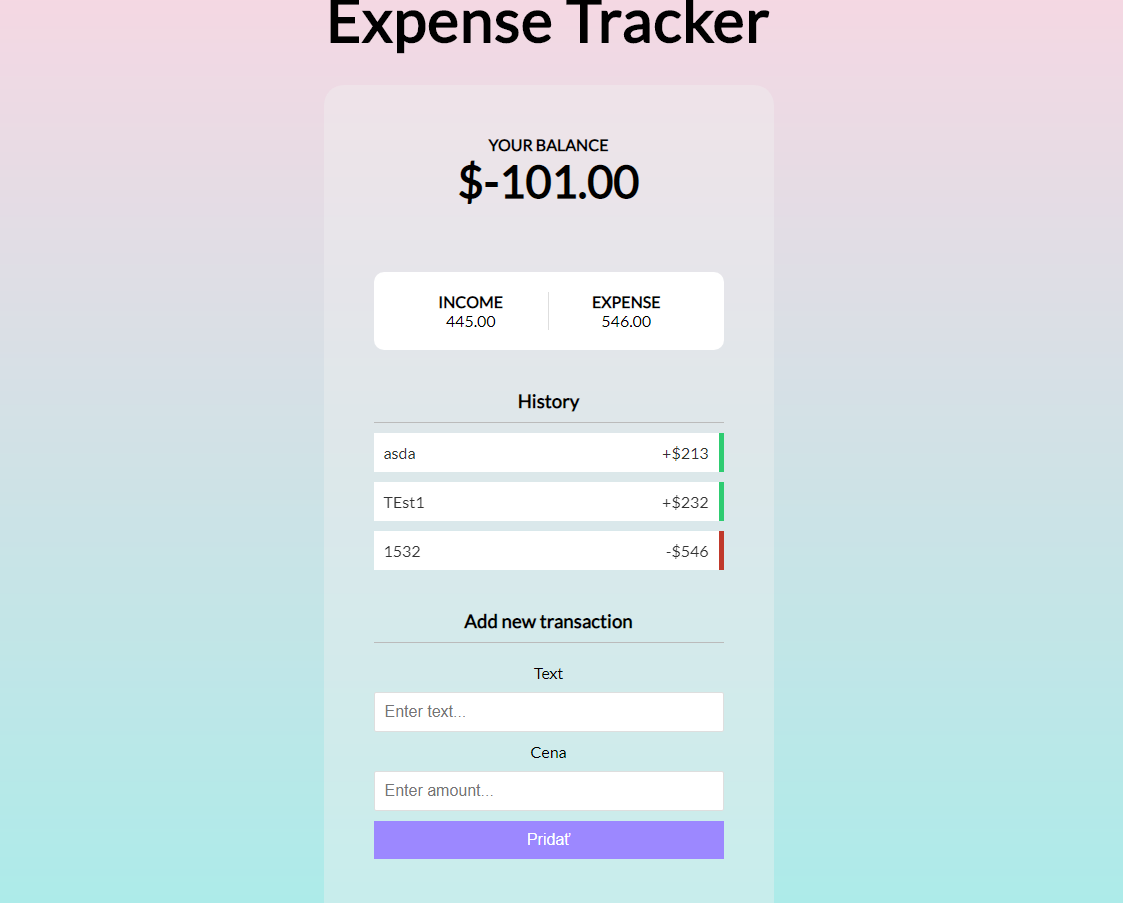 Expense Tracker
YOUR BALANCE
$-101.00
INCOME EXPENSE
445.00 546.00
History
asda +$213
TEst1 +$232
1532 -$546
Add new transaction
Text
Enter text...
Cena
Enter amount...
Pridať